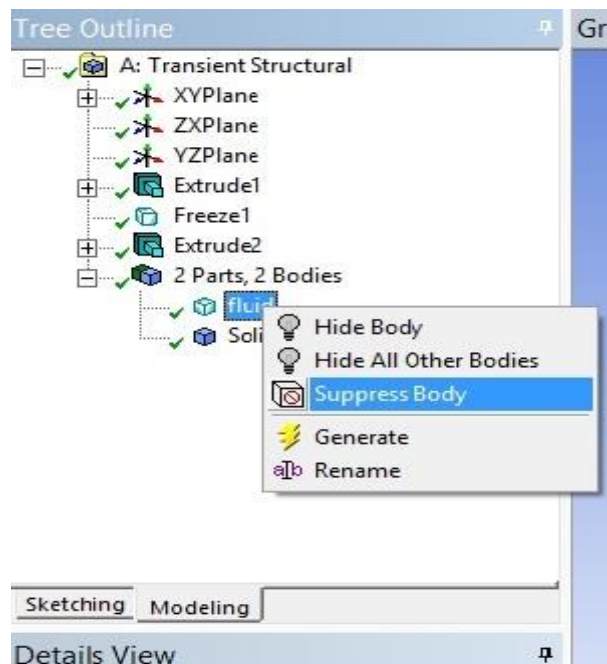 Tree Outline
Gr
A: Transient Structural
XYPlane
ZXPlane
YZPlane
Extrude1
Freeze1
Extrude2
2 Parts, 2 Bodies
fluid
Soli
Hide Body
Hide All Other Bodies
Suppress Body
Generate
Rename
Sketching Modeling
Details View